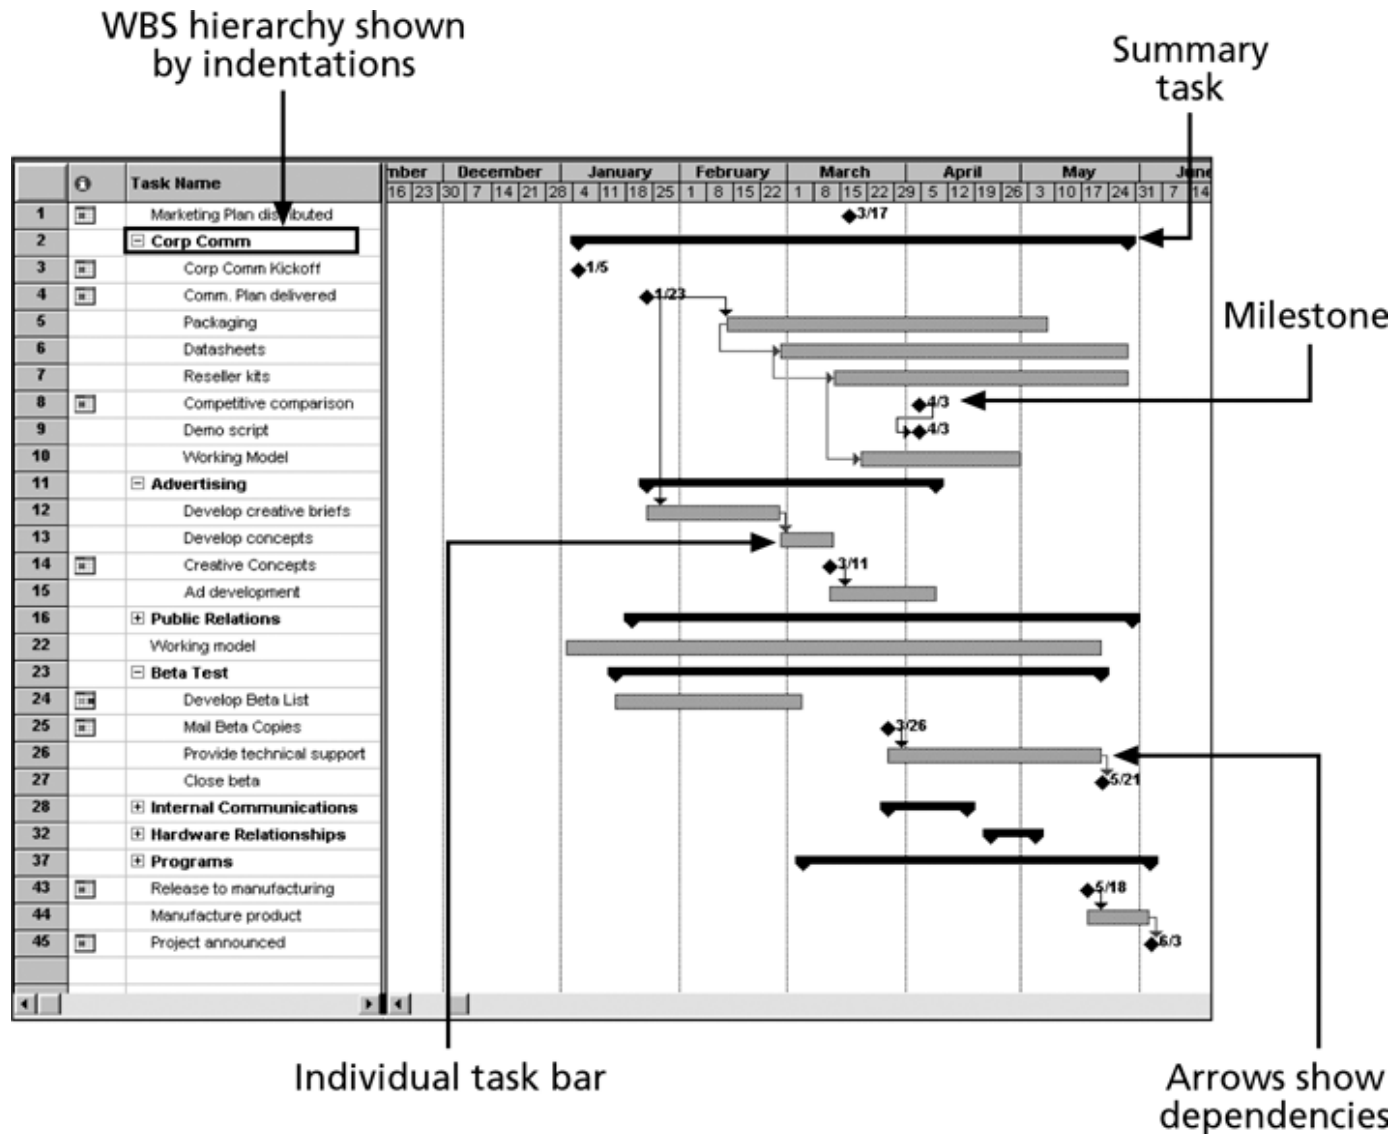 WBS hierarchy shown
by indentations
Summary
task
Task Name
mber December January February March April May June
16 23 30 7 14 21 28 4 11 18 25 1 8 15 22 1 8 15 22 29 5 12 19 26 3 10 17 24 31 7 14
1 Marketing Plan distributed 3/17
2 Corp Comm
3 Corp Comm Kickoff 1/5
4 Comm. Plan delivered 1/23
5 Packaging
Milestone
6 Datasheets
7 Reseller kits
8 Competitive comparison 4/3
9 Demo script 4/3
10 Working Model
11 Advertising
12 Develop creative briefs
13 Develop concepts
14 Creative Concepts 3/11
15 Ad development
16 Public Relations
22 Working model
23 Beta Test
24 Develop Beta List
25 Mail Beta Copies 3/26
26 Provide technical support
27 Close beta 5/21
28 Internal Communications
32 Hardware Relationships
37 Programs
43 Release to manufacturing 5/18
44 Manufacture product
45 Project announced 6/3
Individual task bar
Arrows show
dependencies